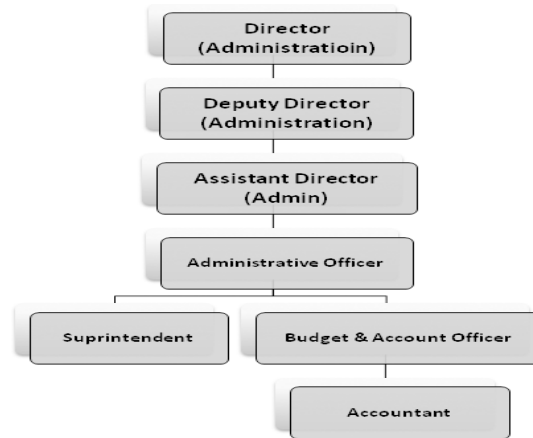 Director
(Administratioin)
Deputy Director
(Administration)
Assistant Director
(Admin)
Administrative Officer
Suprintendent
Budget & Account Officer
Accountant